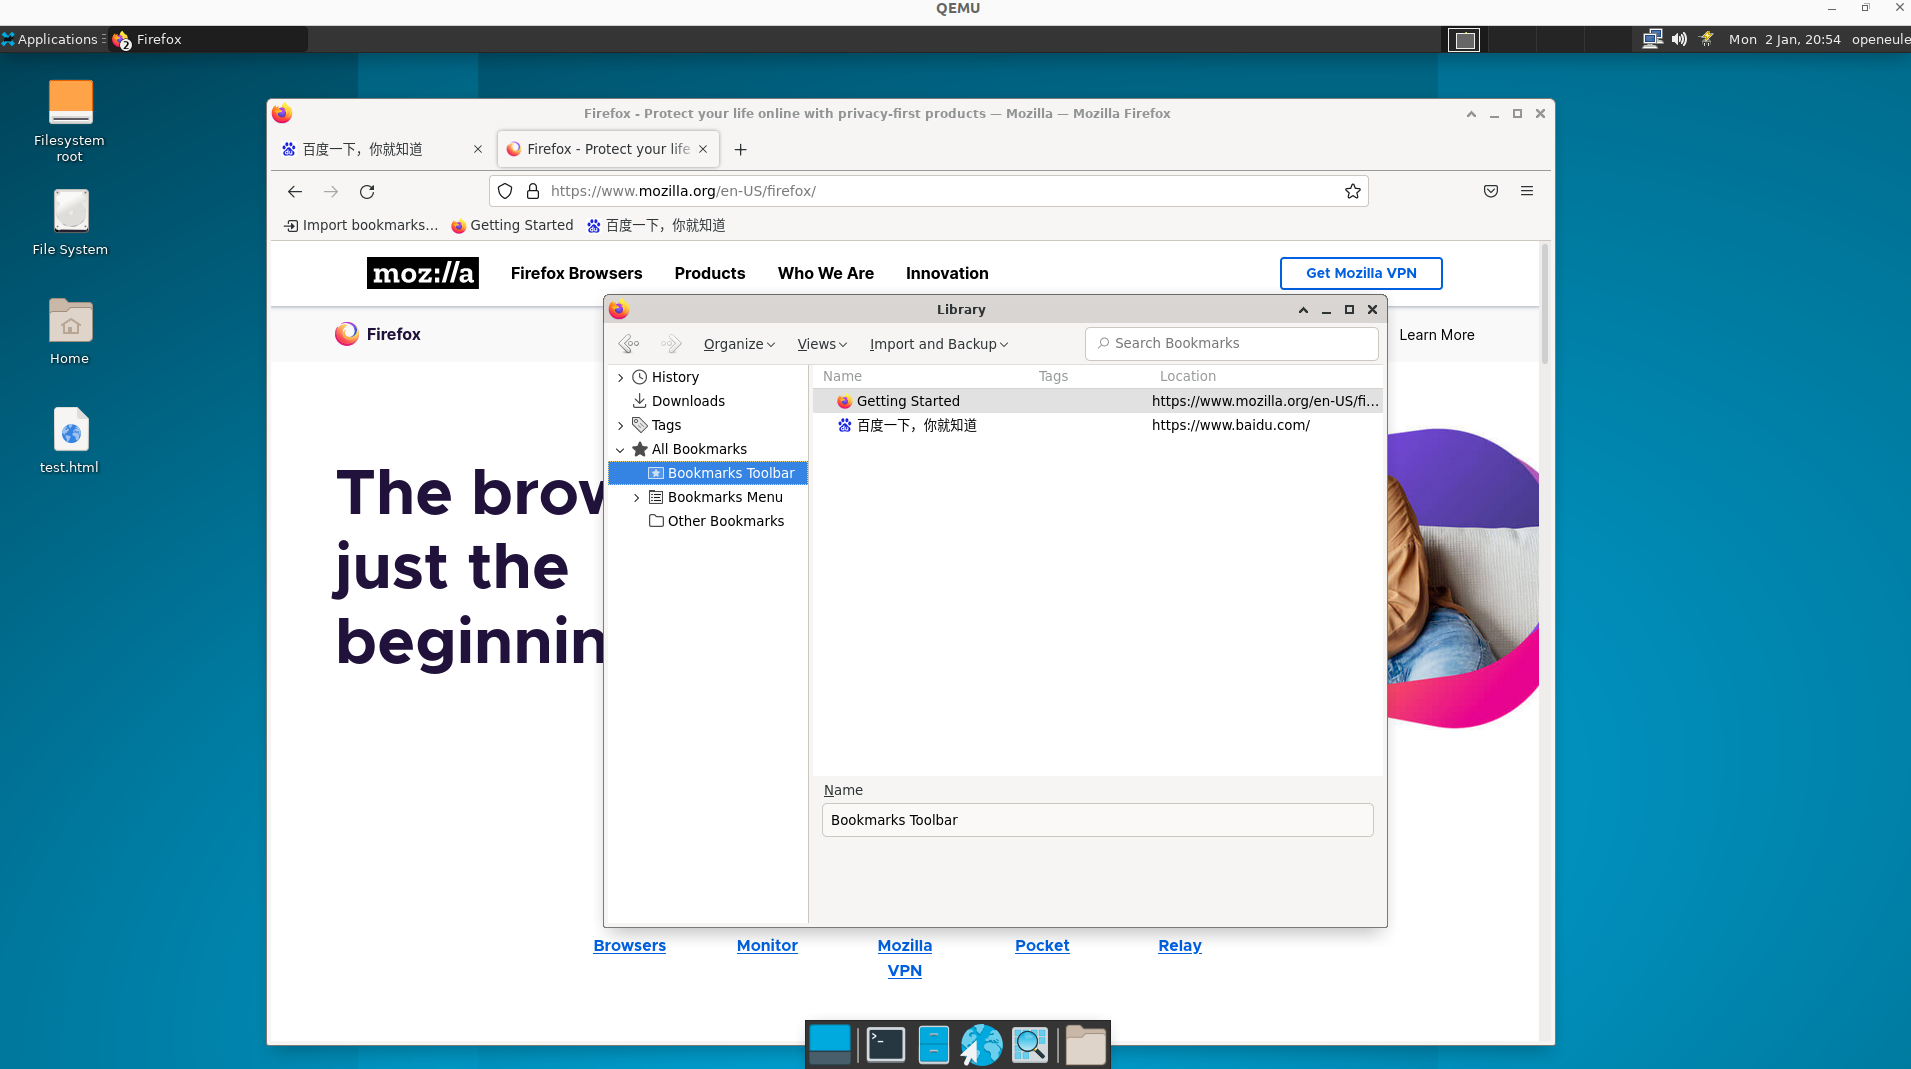 QEMU
Applications
2
Firefox
Mon 2 Jan, 20:54
openeule
Filesystem root
File System
Home
test.html
Firefox - Protect your life online with privacy-first products — Mozilla — Mozilla Firefox
百度一下，你就知道
Firefox - Protect your life
https://www.mozilla.org/en-US/firefox/
Import bookmarks...
Getting Started
百度一下，你就知道
moz://a
Firefox Browsers
Products
Who We Are
Innovation
Get Mozilla VPN
Firefox
Learn More
The brow
just the
beginnin
Library
Organize
Views
Import and Backup
Search Bookmarks
History
Downloads
Tags
All Bookmarks
Bookmarks Toolbar
Bookmarks Menu
Other Bookmarks
Name
Tags
Location
Getting Started
https://www.mozilla.org/en-US/fi...
百度一下，你就知道
https://www.baidu.com/
Name
Bookmarks Toolbar
Browsers
Monitor
Mozilla VPN
Pocket
Relay